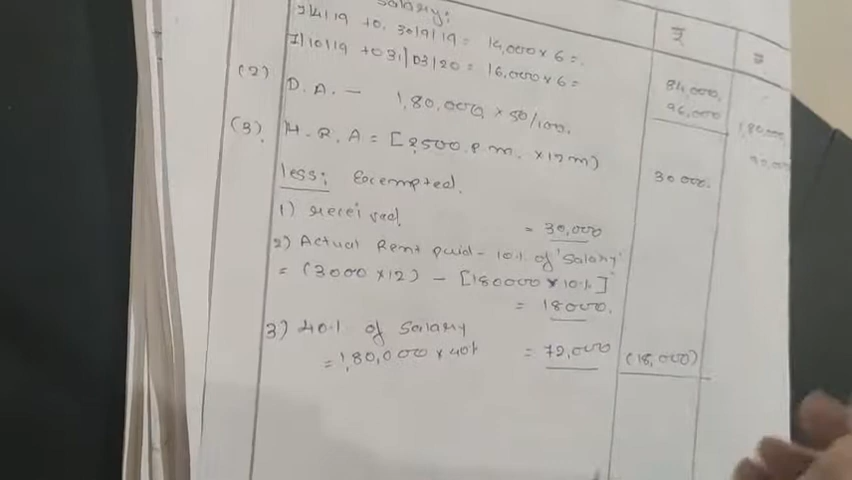 Salary:
1/4/19 to 30/9/19 = 14,000 x 6 =
₹ ₹
1/10/19 to 31/03/20 = 16,000 x 6 =
84,000,
96,000 1,80,000
(2) D.A. - 1,80,000 x 50/100. 90,000
(3) H.R.A = [2,500 P.m. x 12 m) 30 000.
less: Exempted.
1) received. = 30,000
2) Actual Rent paid - 10% of 'salary'
= (3000 x 12) - [180000 x 10%]
= 18000.
3) 40% of salary
= 1,80,000 x 40% = 72,000 (18,000)